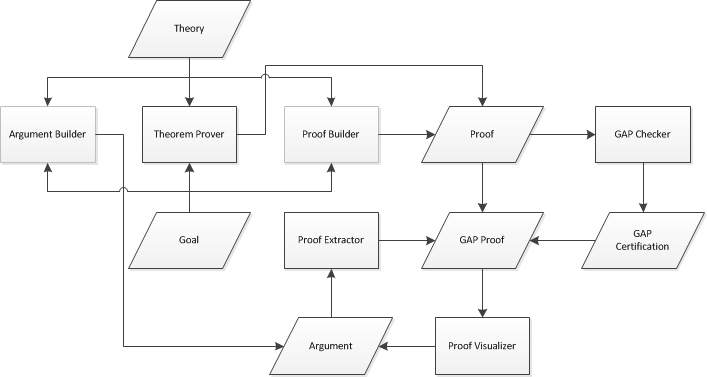 Theory
Argument Builder
Theorem Prover
Proof Builder
Proof
GAP Checker
Goal
Proof Extractor
GAP Proof
GAP
Certification
Argument
Proof Visualizer